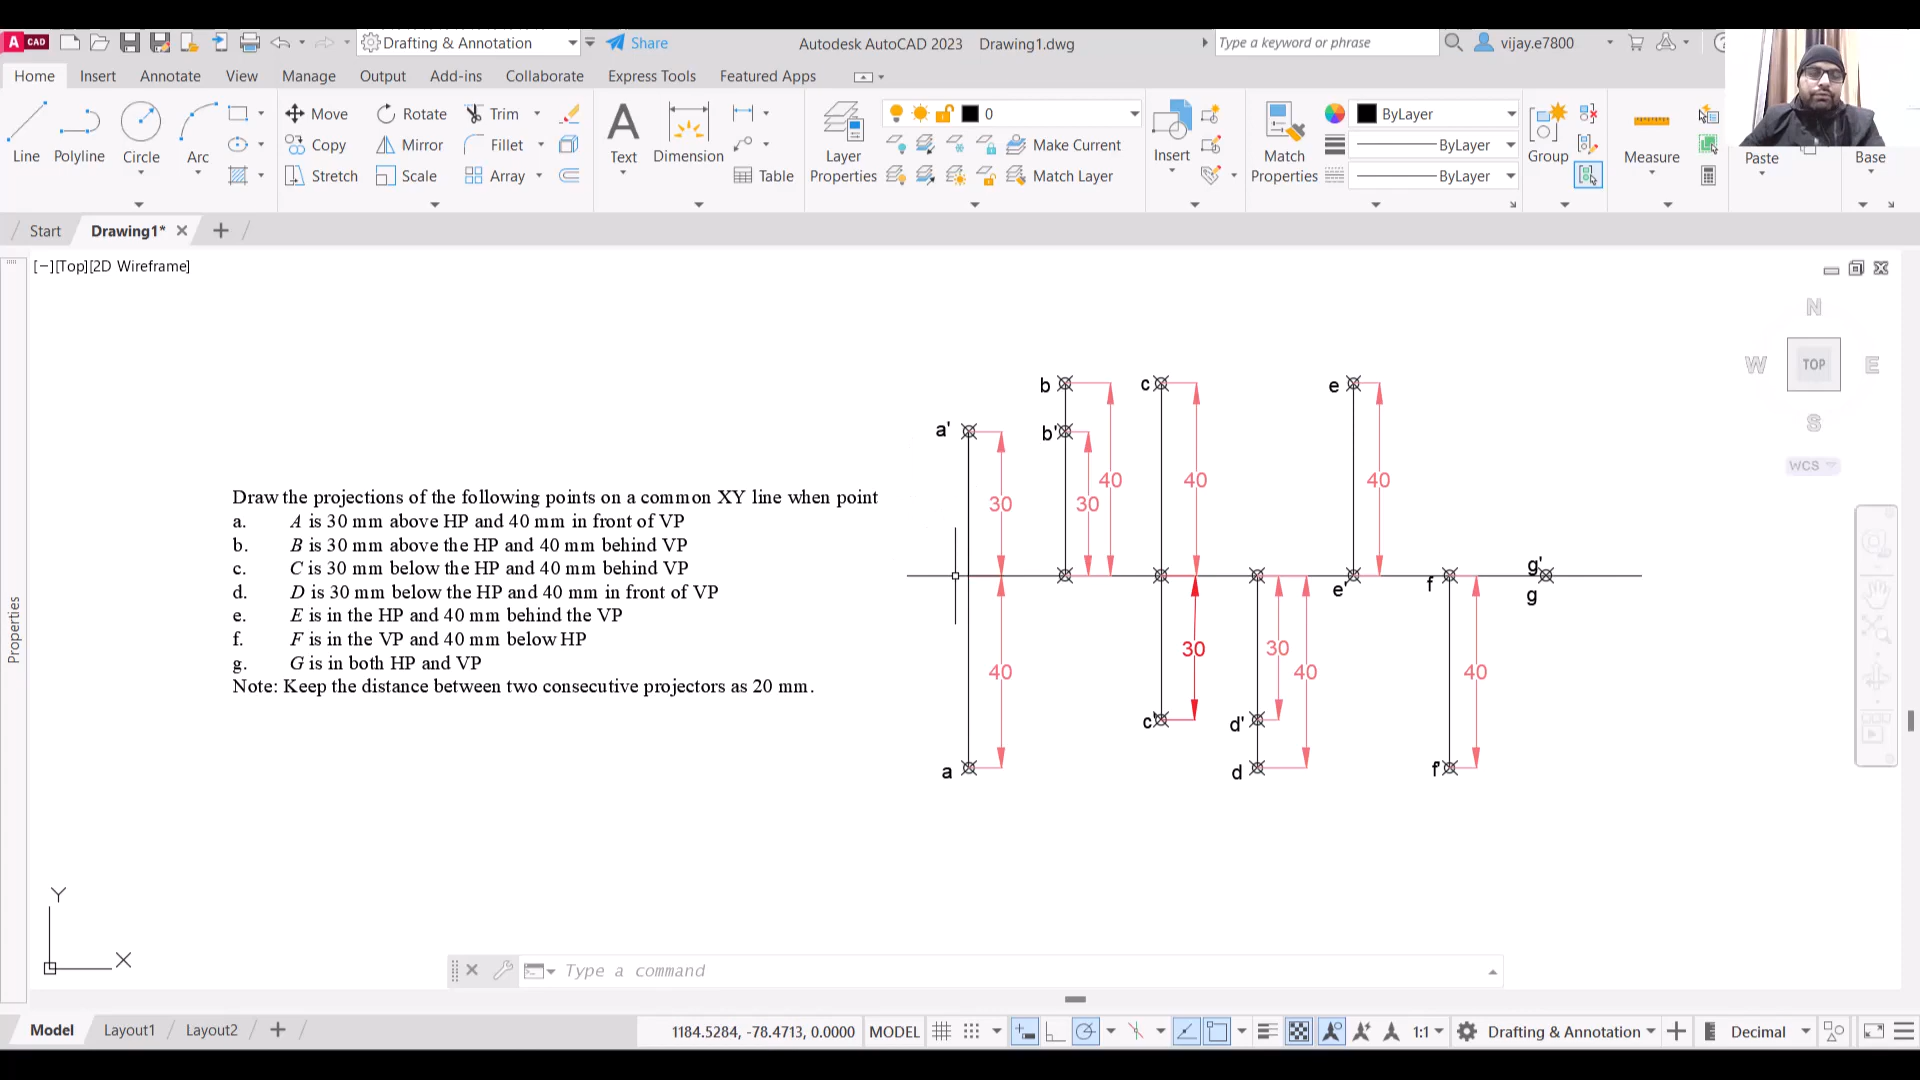 A CAD
Drafting & Annotation
Share
Autodesk AutoCAD 2023 Drawing1.dwg
Type a keyword or phrase
vijay.e7800
Home Insert Annotate View Manage Output Add-ins Collaborate Express Tools Featured Apps
Line Polyline Circle Arc
Move Rotate Trim
Copy Mirror Fillet
Stretch Scale Array
Text Dimension Table
Layer Properties
0
Make Current
Match Layer
Insert
Match Properties
ByLayer
ByLayer
ByLayer
Group
Measure
Paste
Base
Start Drawing1*
[−][Top][2D Wireframe]
N
W TOP E
S
WCS
Properties
Draw the projections of the following points on a common XY line when point
a. A is 30 mm above HP and 40 mm in front of VP
b. B is 30 mm above the HP and 40 mm behind VP
c. C is 30 mm below the HP and 40 mm behind VP
d. D is 30 mm below the HP and 40 mm in front of VP
e. E is in the HP and 40 mm behind the VP
f. F is in the VP and 40 mm below HP
g. G is in both HP and VP
Note: Keep the distance between two consecutive projectors as 20 mm.
b c e
a' b'
40 40 40
30 30
g'
e' f g
30 30
40 40 40
c' d'
a d f'
Y
X
Type a command
Model Layout1 Layout2
1184.5284, -78.4713, 0.0000 MODEL 1:1 Drafting & Annotation Decimal